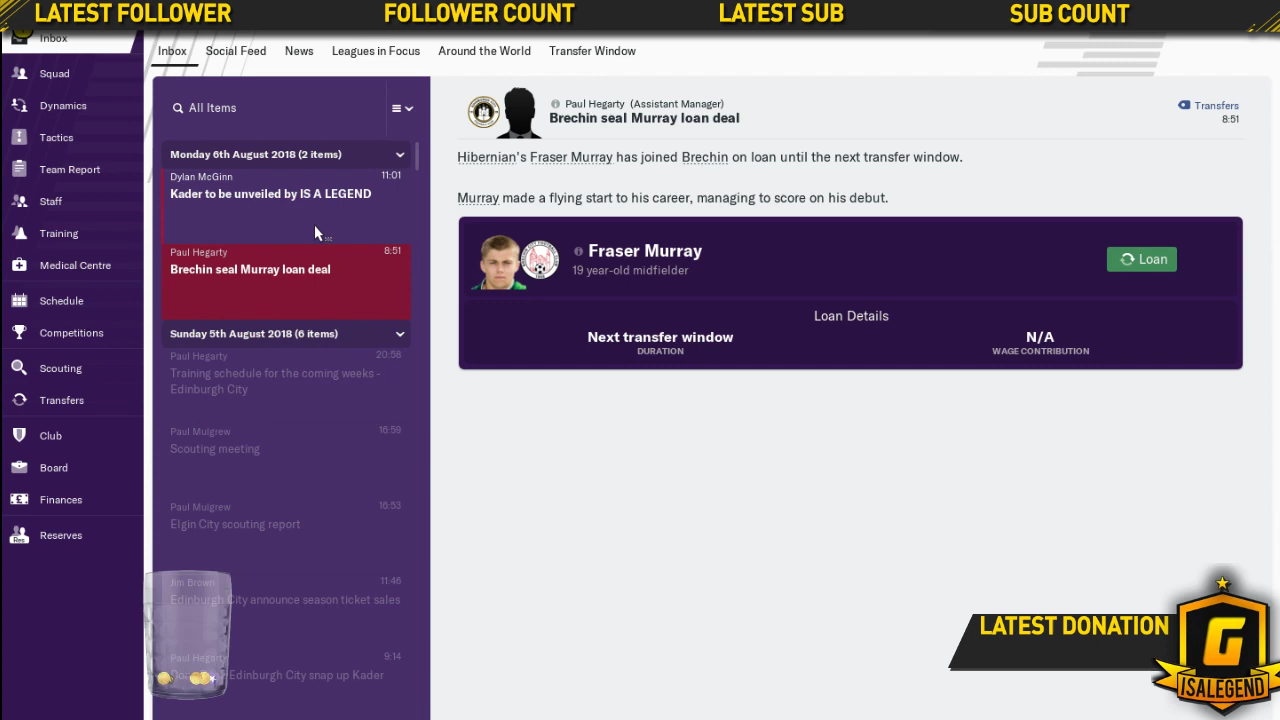 LATEST FOLLOWER
FOLLOWER COUNT
LATEST SUB
SUB COUNT
Inbox
Squad
Dynamics
Tactics
Team Report
Staff
Training
Medical Centre
Schedule
Competitions
Scouting
Transfers
Club
Board
Finances
Res
Reserves
Inbox
Social Feed
News
Leagues in Focus
Around the World
Transfer Window
All Items
Monday 6th August 2018 (2 items)
Dylan McGinn 11:01
Kader to be unveiled by IS A LEGEND
Paul Hegarty 8:51
Brechin seal Murray loan deal
Sunday 5th August 2018 (6 items)
Paul Hegarty 20:58
Training schedule for the coming weeks -
Edinburgh City
Paul Mulgrew 16:59
Scouting meeting
Paul Mulgrew 16:53
Elgin City scouting report
Jim Brown 11:46
Edinburgh City announce season ticket sales
Paul Hegarty 9:14
Edinburgh City snap up Kader
Paul Hegarty (Assistant Manager)
Brechin seal Murray loan deal
Transfers
8:51
Hibernian's Fraser Murray has joined Brechin on loan until the next transfer window.
Murray made a flying start to his career, managing to score on his debut.
Fraser Murray
19 year-old midfielder
Loan
Loan Details
Next transfer window
DURATION
N/A
WAGE CONTRIBUTION
LATEST DONATION
G
ISALEGEND